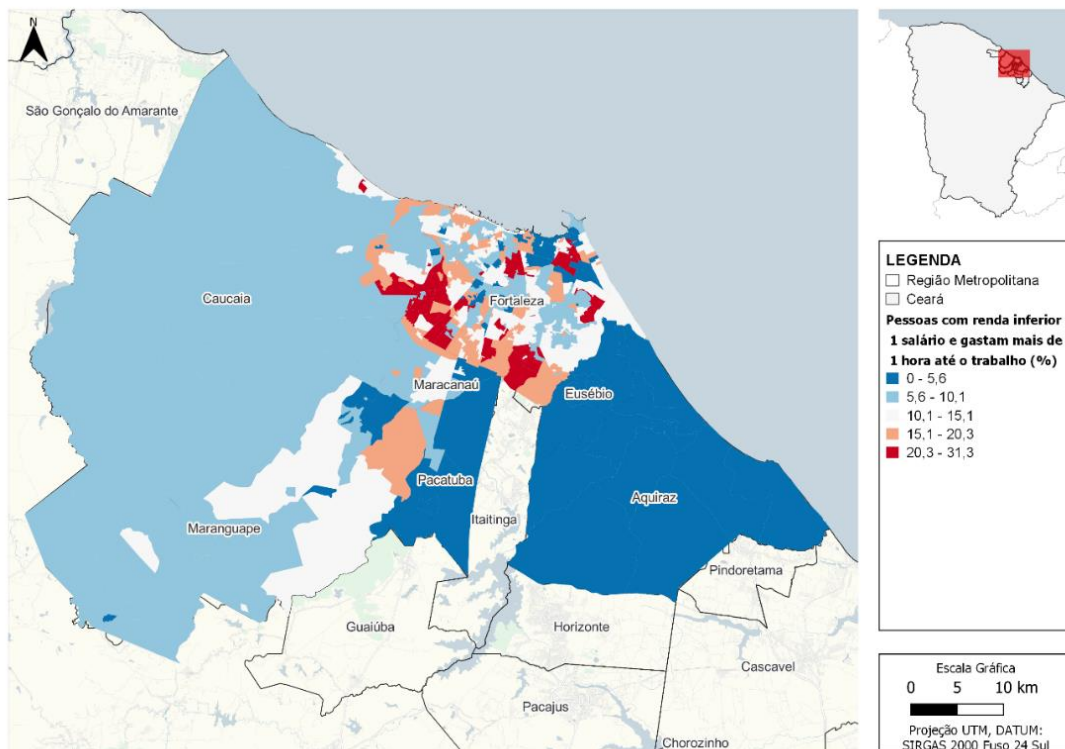 N
São Gonçalo do Amarante
Caucaia
Fortaleza
Maracanaú
Eusébio
Pacatuba
Aquiraz
Itaitinga
Maranguape
Pindoretama
Guaiúba
Horizonte
Cascavel
Pacajus
Chorozinho
LEGENDA
Região Metropolitana
Ceará
Pessoas com renda inferior
1 salário e gastam mais de
1 hora até o trabalho (%)
0 - 5,6
5,6 - 10,1
10,1 - 15,1
15,1 - 20,3
20,3 - 31,3
Escala Gráfica
0 5 10 km
Projeção UTM, DATUM:
SIRGAS 2000 Fuso 24 Sul